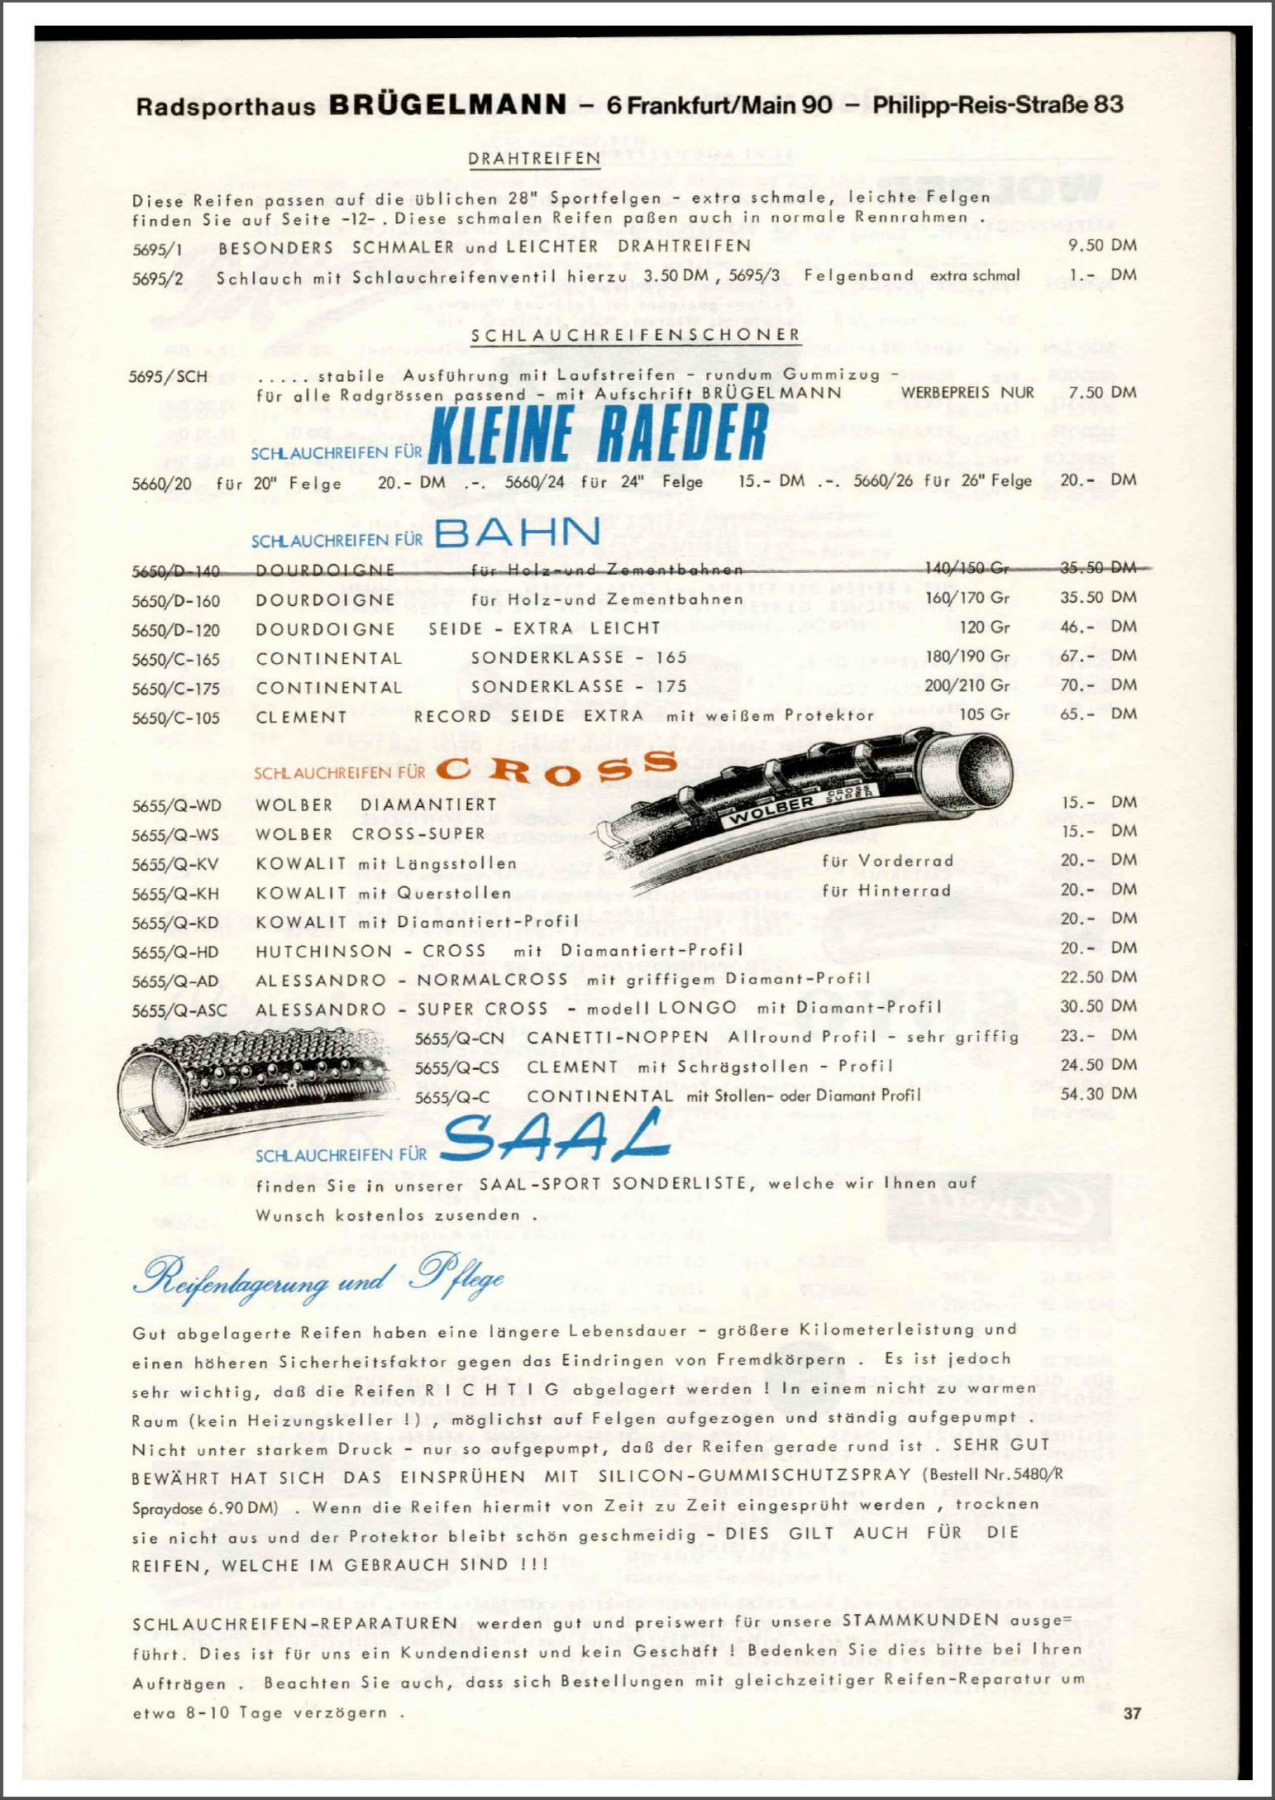 Radsporthaus BRÜGELMANN – 6 Frankfurt/Main 90 – Philipp-Reis-Straße 83
DRAHTREIFEN
Diese Reifen passen auf die üblichen 28" Sportfelgen - extra schmale, leichte Felgen
finden Sie auf Seite -12- . Diese schmalen Reifen paßen auch in normale Rennrahmen .
5695/1 BESONDERS SCHMALER und LEICHTER DRAHTREIFEN 9.50 DM
5695/2 Schlauch mit Schlauchreifenventil hierzu 3.50 DM , 5695/3 Felgenband extra schmal 1.- DM
SCHLAUCHREIFENSCHONER
5695/SCH ..... stabile Ausführung mit Laufstreifen - rundum Gummizug -
für alle Radgrössen passend - mit Aufschrift BRÜGELMANN WERBEPREIS NUR 7.50 DM
SCHLAUCHREIFEN FÜR KLEINE RAEDER
5660/20 für 20" Felge 20.- DM .-. 5660/24 für 24" Felge 15.- DM .-. 5660/26 für 26" Felge 20.- DM
SCHLAUCHREIFEN FÜR BAHN
5650/D-140 DOURDOIGNE für Holz-und Zementbahnen 140/150 Gr 35.50 DM
5650/D-160 DOURDOIGNE für Holz-und Zementbahnen 160/170 Gr 35.50 DM
5650/D-120 DOURDOIGNE SEIDE - EXTRA LEICHT 120 Gr 46.- DM
5650/C-165 CONTINENTAL SONDERKLASSE - 165 180/190 Gr 67.- DM
5650/C-175 CONTINENTAL SONDERKLASSE - 175 200/210 Gr 70.- DM
5650/C-105 CLEMENT RECORD SEIDE EXTRA mit weißem Protektor 105 Gr 65.- DM
SCHLAUCHREIFEN FÜR CROSS
WOLBER CROSS SUPER
5655/Q-WD WOLBER DIAMANTIERT 15.- DM
5655/Q-WS WOLBER CROSS-SUPER 15.- DM
5655/Q-KV KOWALIT mit Längsstollen für Vorderrad 20.- DM
5655/Q-KH KOWALIT mit Querstollen für Hinterrad 20.- DM
5655/Q-KD KOWALIT mit Diamantiert-Profil 20.- DM
5655/Q-HD HUTCHINSON - CROSS mit Diamantiert-Profil 20.- DM
5655/Q-AD ALESSANDRO - NORMALCROSS mit griffigem Diamant-Profil 22.50 DM
5655/Q-ASC ALESSANDRO - SUPER CROSS - modell LONGO mit Diamant-Profil 30.50 DM
5655/Q-CN CANETTI-NOPPEN Allround Profil - sehr griffig 23.- DM
5655/Q-CS CLEMENT mit Schrägstollen - Profil 24.50 DM
5655/Q-C CONTINENTAL mit Stollen- oder Diamant Profil 54.30 DM
SCHLAUCHREIFEN FÜR SAAL
finden Sie in unserer SAAL-SPORT SONDERLISTE, welche wir Ihnen auf
Wunsch kostenlos zusenden .
Reifenlagerung und Pflege
Gut abgelagerte Reifen haben eine längere Lebensdauer - größere Kilometerleistung und
einen höheren Sicherheitsfaktor gegen das Eindringen von Fremdkörpern . Es ist jedoch
sehr wichtig, daß die Reifen R I C H T I G abgelagert werden ! In einem nicht zu warmen
Raum (kein Heizungskeller !) , möglichst auf Felgen aufgezogen und ständig aufgepumpt .
Nicht unter starkem Druck - nur so aufgepumpt, daß der Reifen gerade rund ist . SEHR GUT
BEWÄHRT HAT SICH DAS EINSPRÜHEN MIT SILICON-GUMMISCHUTZSPRAY (Bestell Nr.5480/R
Spraydose 6.90 DM) . Wenn die Reifen hiermit von Zeit zu Zeit eingesprüht werden , trocknen
sie nicht aus und der Protektor bleibt schön geschmeidig - DIES GILT AUCH FÜR DIE
REIFEN, WELCHE IM GEBRAUCH SIND !!!
SCHLAUCHREIFEN-REPARATUREN werden gut und preiswert für unsere STAMMKUNDEN ausge=
führt. Dies ist für uns ein Kundendienst und kein Geschäft ! Bedenken Sie dies bitte bei Ihren
Aufträgen . Beachten Sie auch, dass sich Bestellungen mit gleichzeitiger Reifen-Reparatur um
etwa 8-10 Tage verzögern .
37